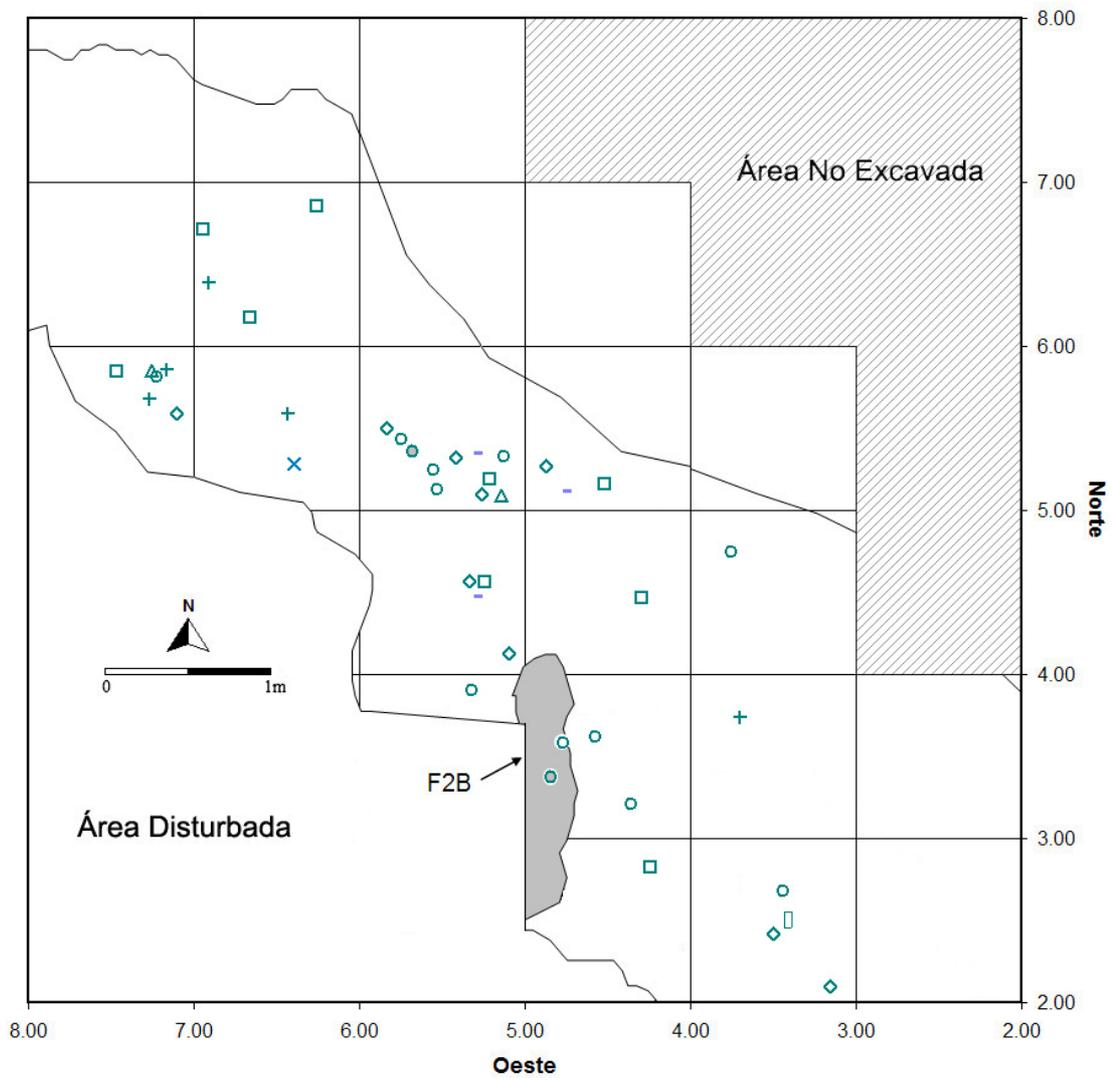 8.00
Área No Excavada
7.00
6.00
5.00
Norte
N
0 1m
4.00
F2B
Área Disturbada
3.00
2.00
8.00 7.00 6.00 5.00 4.00 3.00 2.00
Oeste